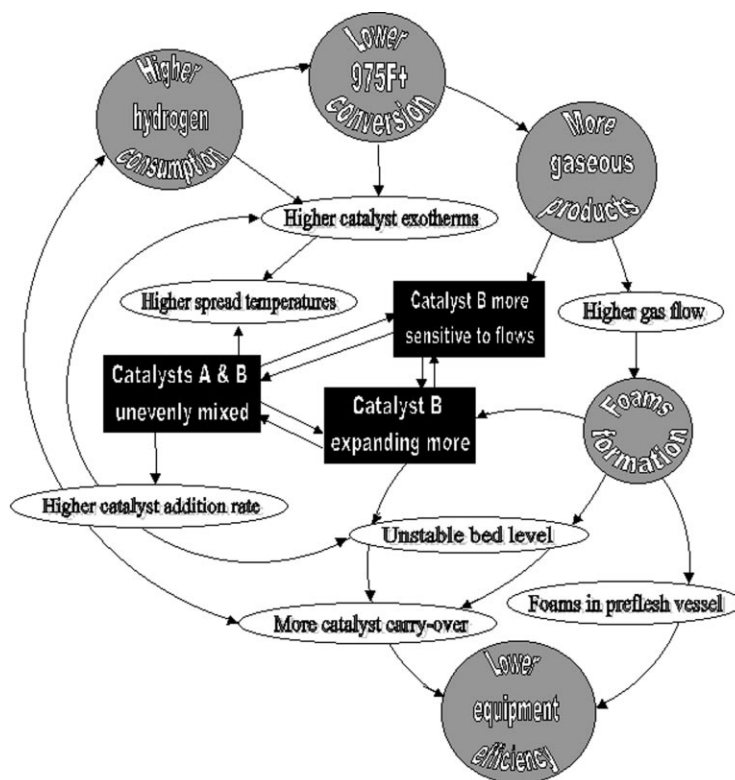 Lower
975F+
conversion
Higher
hydrogen
consumption
More
gaseous
products
Higher catalyst exotherms
Higher spread temperatures
Catalyst B more
sensitive to flows
Higher gas flow
Catalysts A & B
unevenly mixed
Catalyst B
expanding more
Foams
formation
Higher catalyst addition rate
Unstable bed level
Foams in preflesh vessel
More catalyst carry-over
Lower
equipment
efficiency